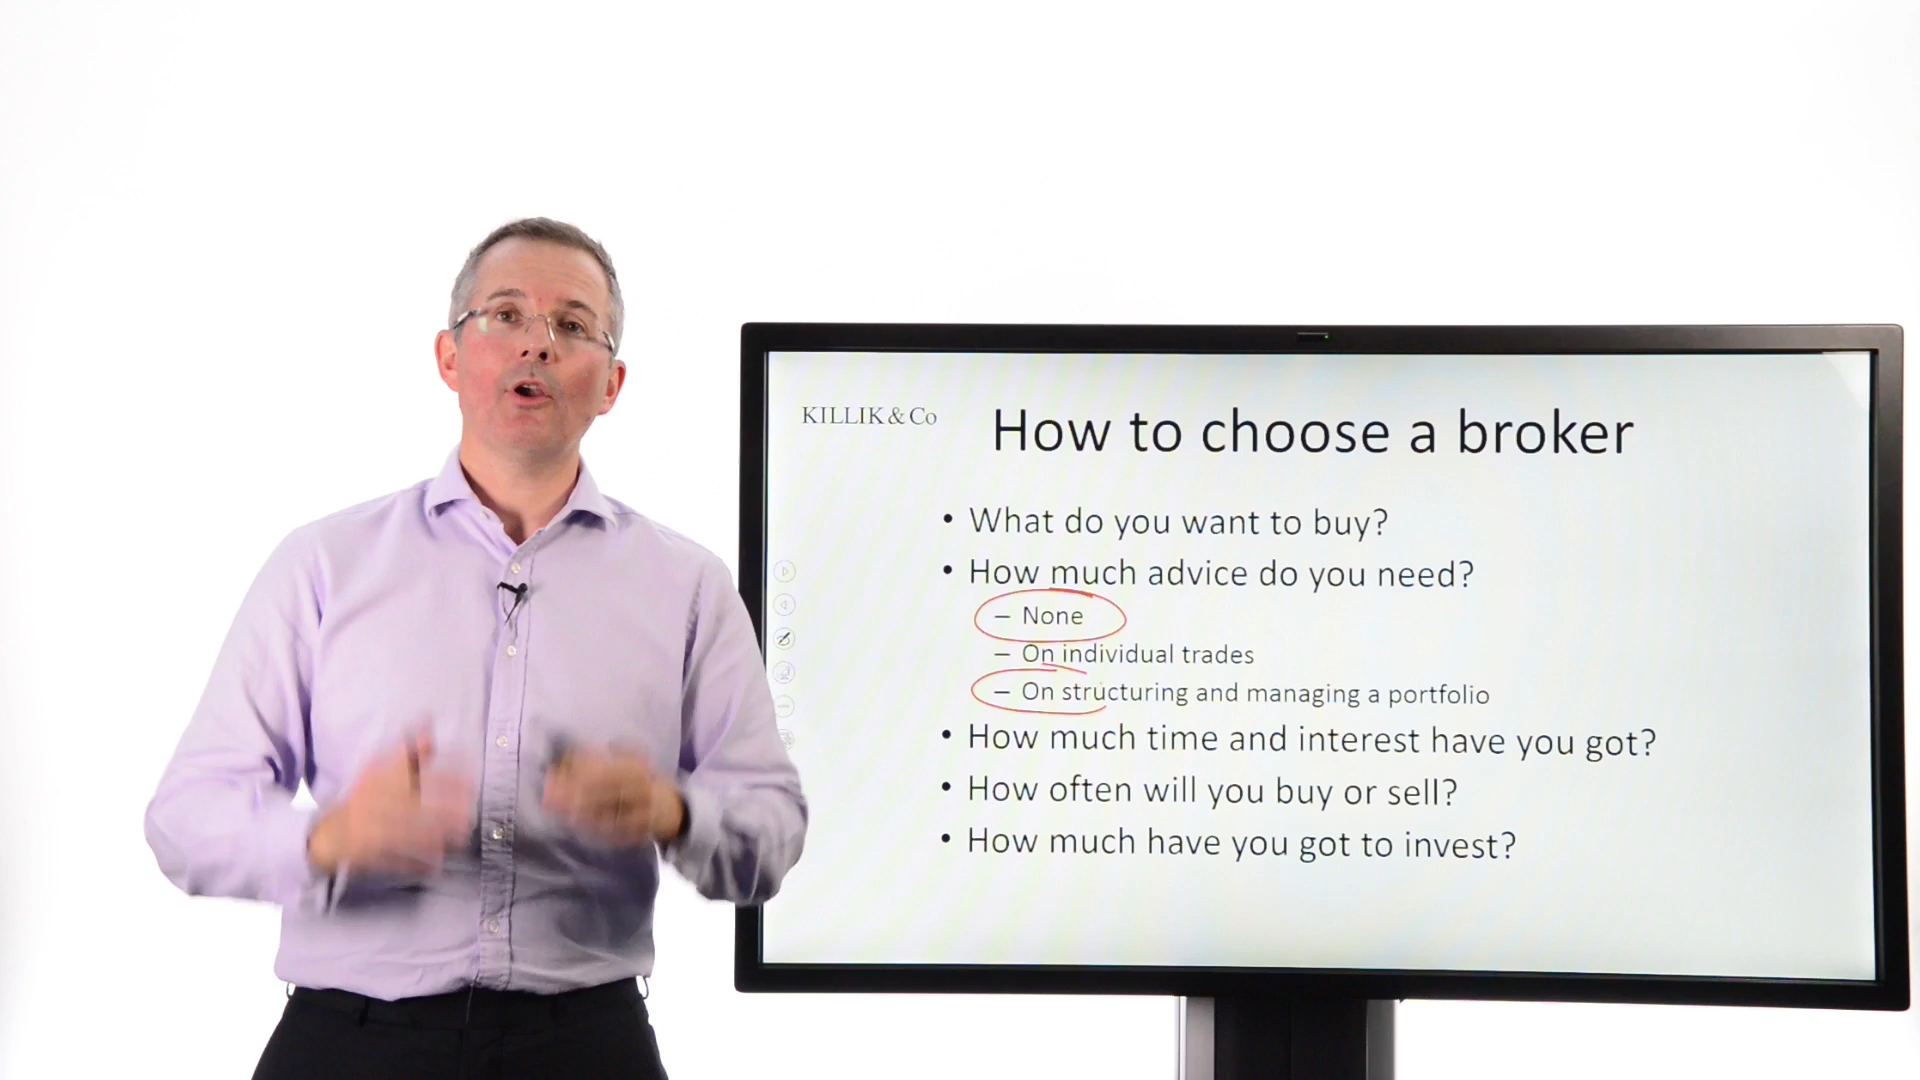 KILLIK & Co
How to choose a broker
• What do you want to buy?
• How much advice do you need?
– None
– On individual trades
– On structuring and managing a portfolio
• How much time and interest have you got?
• How often will you buy or sell?
• How much have you got to invest?